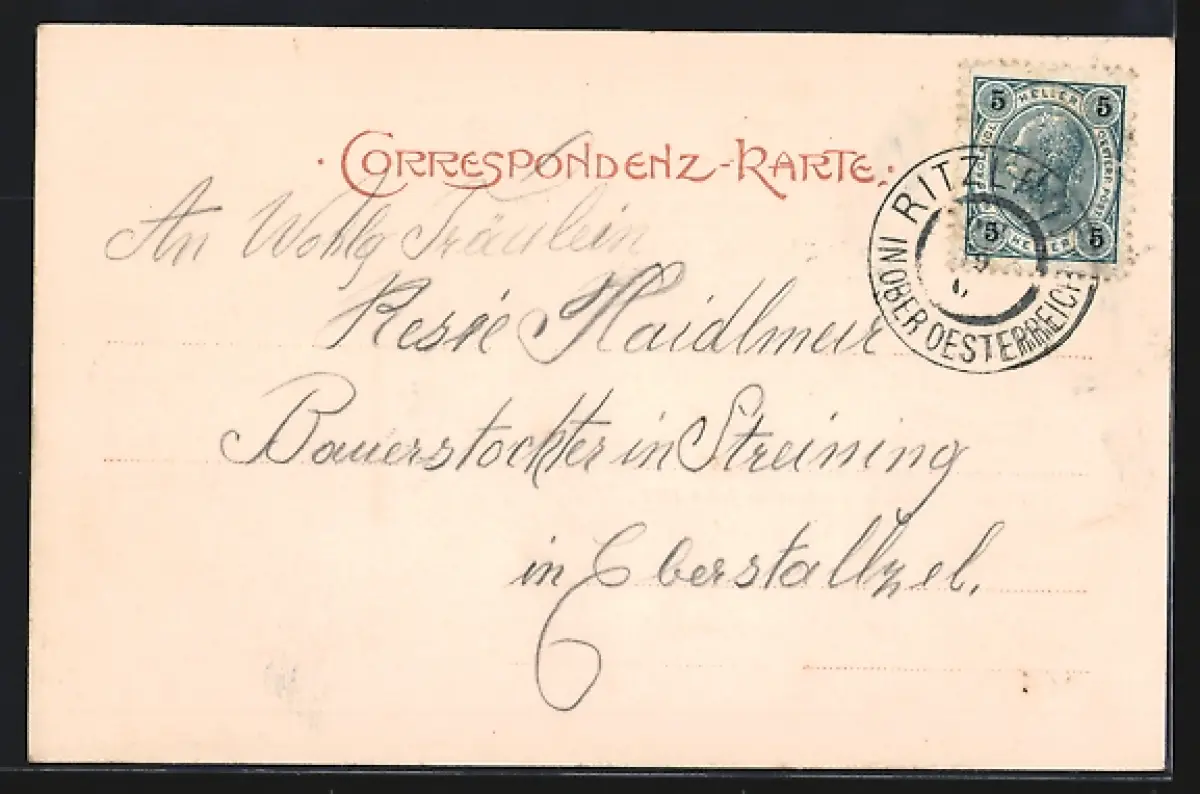 · CORRESPONDENZ-KARTE ·
5 HELLER 5
5 HELLER 5
RITZL
IN OBER OESTERREICH
An Wohlg Fräulein
Resie Haidlmeir
Bauerstochter in Streining
in Eberstallzel.